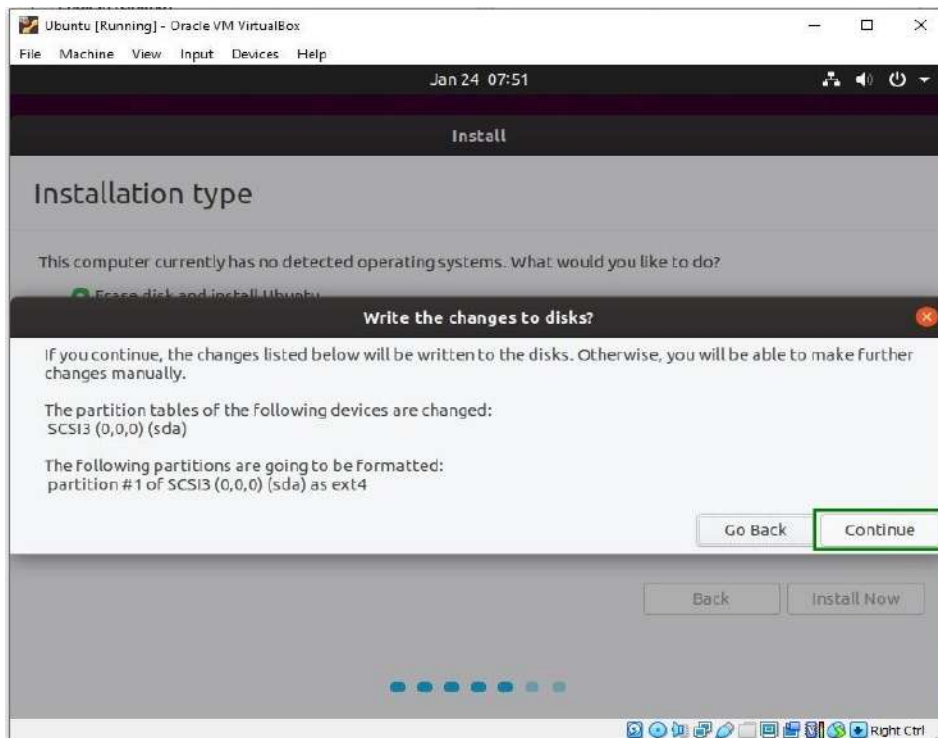 Ubuntu [Running] - Oracle VM VirtualBox
File Machine View Input Devices Help
Jan 24 07:51
Install
Installation type
This computer currently has no detected operating systems. What would you like to do?
Erase disk and install Ubuntu
Write the changes to disks?
If you continue, the changes listed below will be written to the disks. Otherwise, you will be able to make further
changes manually.
The partition tables of the following devices are changed:
SCSI3 (0,0,0) (sda)
The following partitions are going to be formatted:
partition #1 of SCSI3 (0,0,0) (sda) as ext4
Go Back Continue
Back Install Now
Right Ctrl